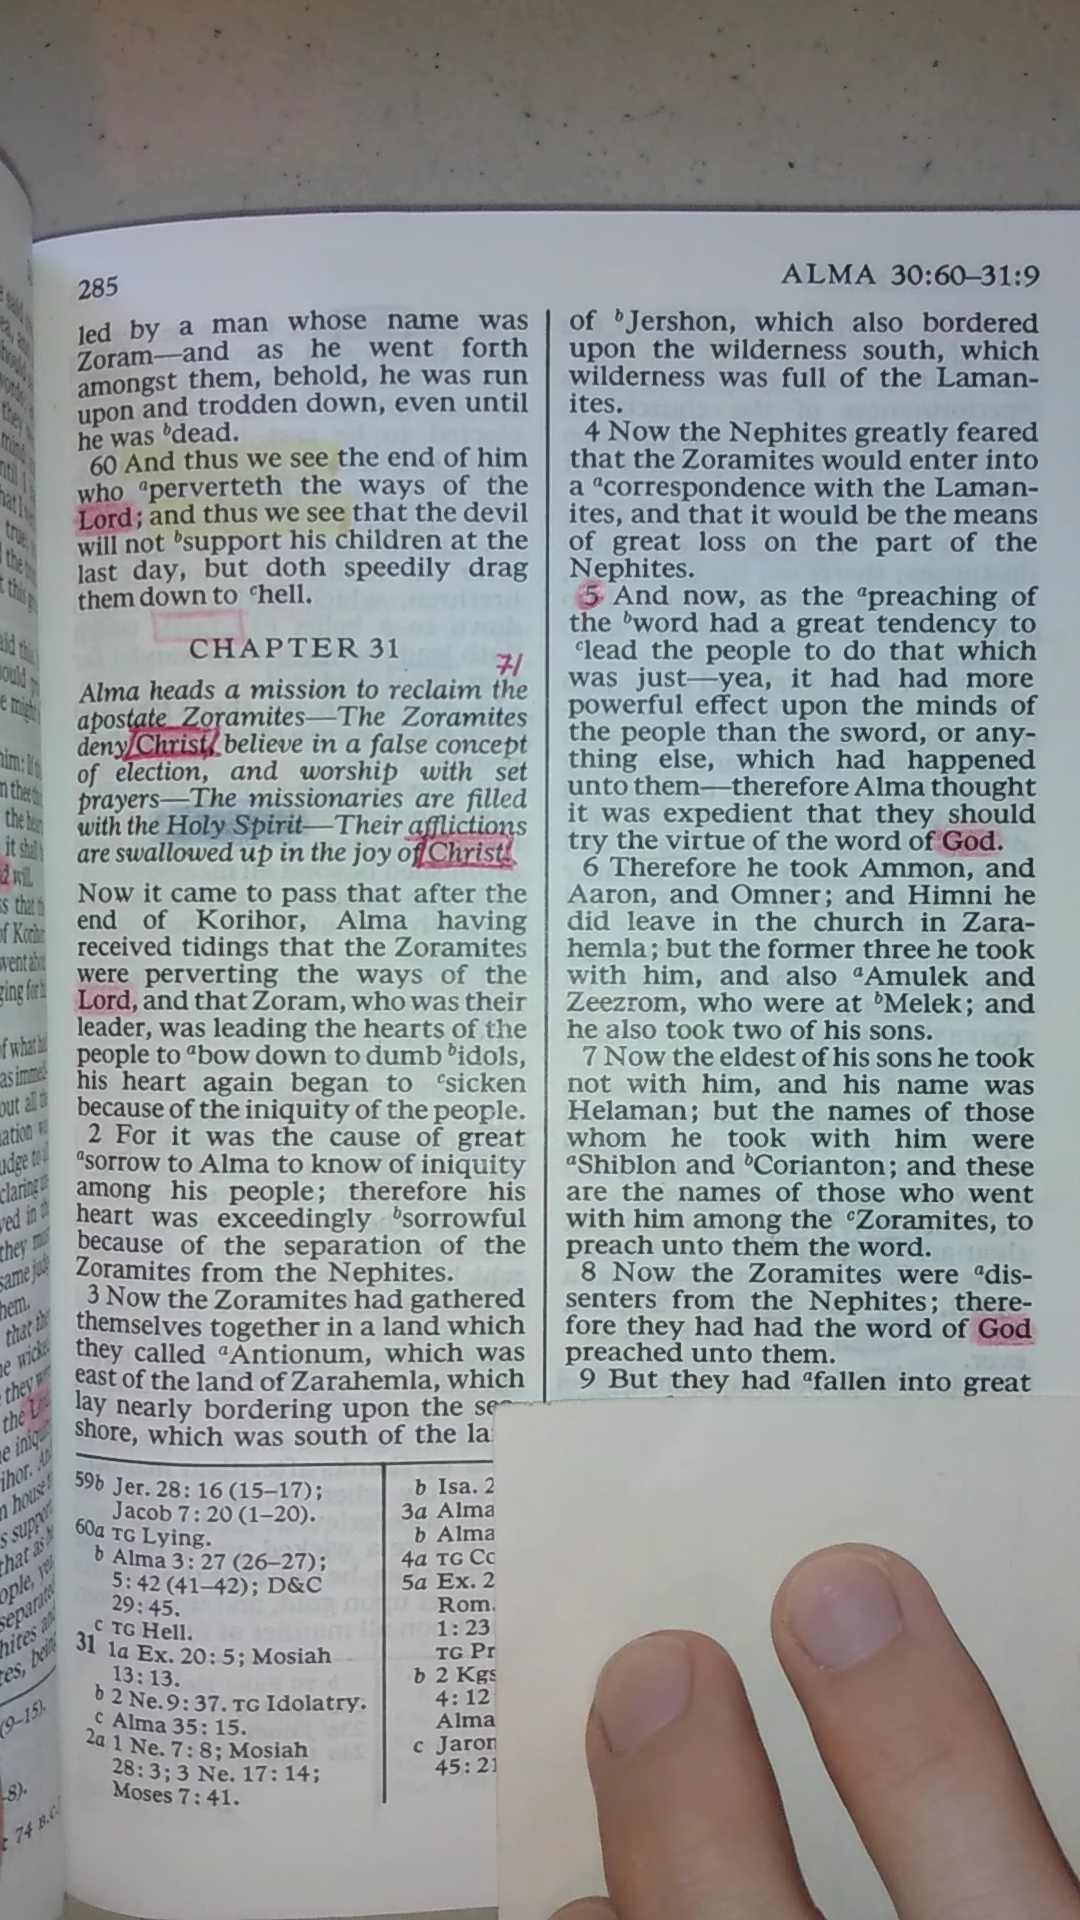 285
ALMA 30:60–31:9
led by a man whose name was
Zoram—and as he went forth
amongst them, behold, he was run
upon and trodden down, even until
he was bdead.
60 And thus we see the end of him
who aperverteth the ways of the
Lord; and thus we see that the devil
will not bsupport his children at the
last day, but doth speedily drag
them down to chell.
CHAPTER 31
71
Alma heads a mission to reclaim the
apostate Zoramites—The Zoramites
deny Christ, believe in a false concept
of election, and worship with set
prayers—The missionaries are filled
with the Holy Spirit—Their afflictions
are swallowed up in the joy of Christ.
Now it came to pass that after the
end of Korihor, Alma having
received tidings that the Zoramites
were perverting the ways of the
Lord, and that Zoram, who was their
leader, was leading the hearts of the
people to abow down to dumb bidols,
his heart again began to csicken
because of the iniquity of the people.
2 For it was the cause of great
asorrow to Alma to know of iniquity
among his people; therefore his
heart was exceedingly bsorrowful
because of the separation of the
Zoramites from the Nephites.
3 Now the Zoramites had gathered
themselves together in a land which
they called aAntionum, which was
east of the land of Zarahemla, which
lay nearly bordering upon the
shore, which was south of the
of bJershon, which also bordered
upon the wilderness south, which
wilderness was full of the Laman-
ites.
4 Now the Nephites greatly feared
that the Zoramites would enter into
a acorrespondence with the Laman-
ites, and that it would be the means
of great loss on the part of the
Nephites.
5 And now, as the apreaching of
the bword had a great tendency to
clead the people to do that which
was just—yea, it had had more
powerful effect upon the minds of
the people than the sword, or any-
thing else, which had happened
unto them—therefore Alma thought
it was expedient that they should
try the virtue of the word of God.
6 Therefore he took Ammon, and
Aaron, and Omner; and Himni he
did leave in the church in Zara-
hemla; but the former three he took
with him, and also aAmulek and
Zeezrom, who were at bMelek; and
he also took two of his sons.
7 Now the eldest of his sons he took
not with him, and his name was
Helaman; but the names of those
whom he took with him were
aShiblon and bCorianton; and these
are the names of those who went
with him among the cZoramites, to
preach unto them the word.
8 Now the Zoramites were adis-
senters from the Nephites; there-
fore they had had the word of God
preached unto them.
9 But they had afallen into great
59b Jer. 28: 16 (15–17);
Jacob 7: 20 (1–20).
60a TG Lying.
b Alma 3: 27 (26–27);
5: 42 (41–42); D&C
29: 45.
c TG Hell.
31 1a Ex. 20: 5; Mosiah
13: 13.
b 2 Ne. 9: 37. TG Idolatry.
c Alma 35: 15.
2a 1 Ne. 7: 8; Mosiah
28: 3; 3 Ne. 17: 14;
Moses 7: 41.
b Isa. 2
3a Alma
b Alma
4a TG
5a Ex. 2
Rom.
1: 23
TG
b 2 Kgs
4: 12
Alma
c
45: 21